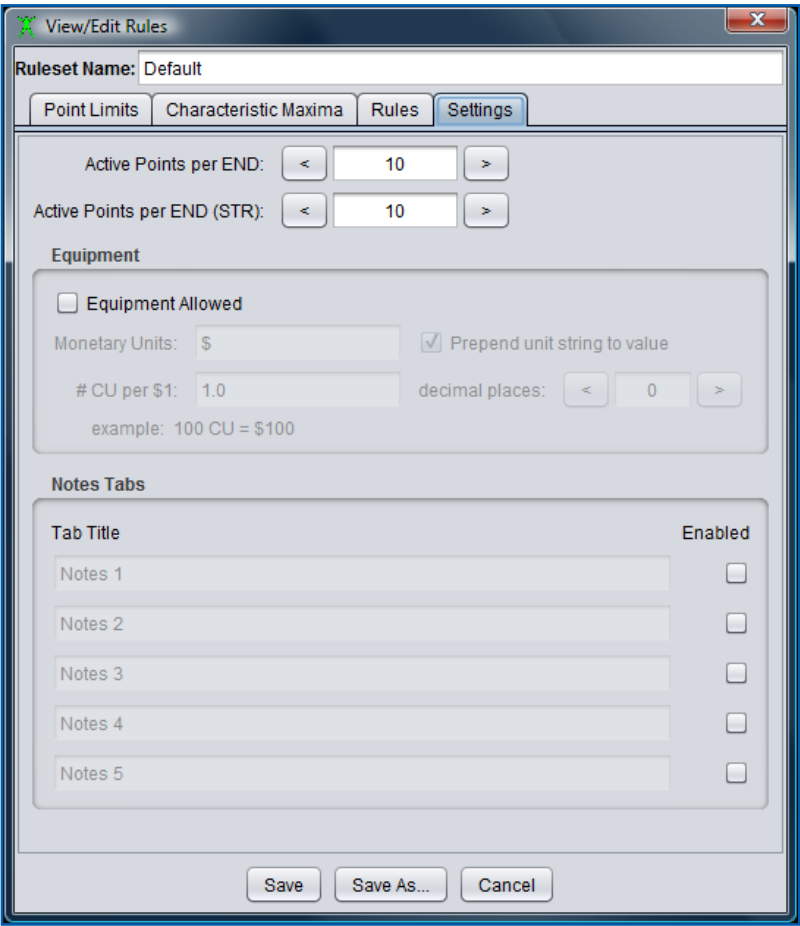 View/Edit Rules
x
Ruleset Name: Default
Point Limits Characteristic Maxima Rules Settings
Active Points per END: < 10 >
Active Points per END (STR): < 10 >
Equipment
Equipment Allowed
Monetary Units: $ Prepend unit string to value
# CU per $1: 1.0 decimal places: < 0 >
example: 100 CU = $100
Notes Tabs
Tab Title Enabled
Notes 1
Notes 2
Notes 3
Notes 4
Notes 5
Save Save As... Cancel